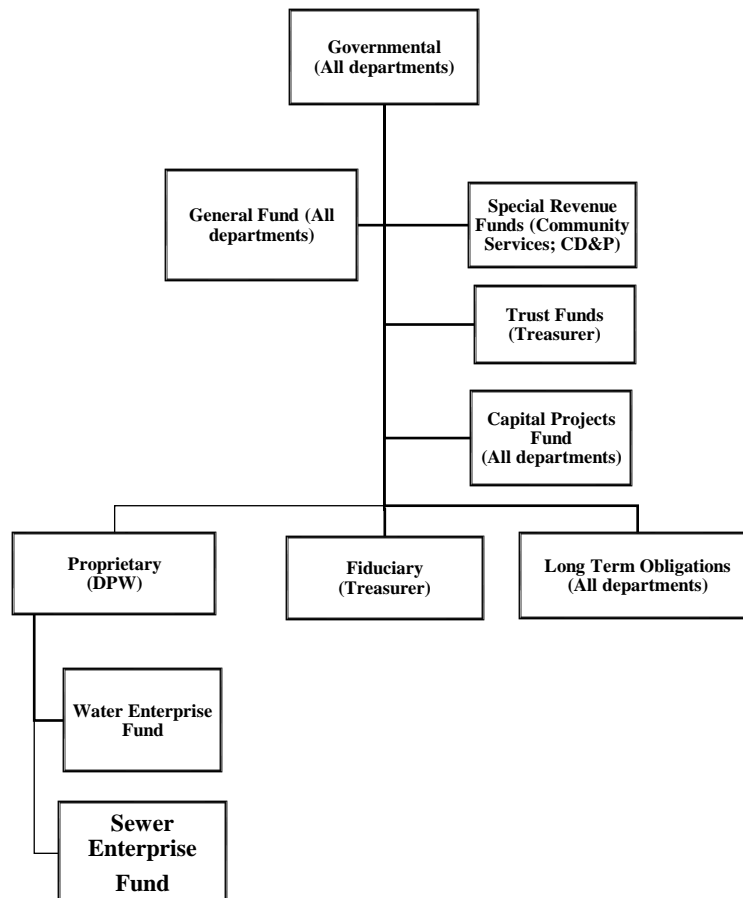 Governmental
(All departments)
General Fund (All
departments)
Special Revenue
Funds (Community
Services; CD&P)
Trust Funds
(Treasurer)
Capital Projects
Fund
(All departments)
Proprietary
(DPW)
Fiduciary
(Treasurer)
Long Term Obligations
(All departments)
Water Enterprise
Fund
Sewer
Enterprise
Fund